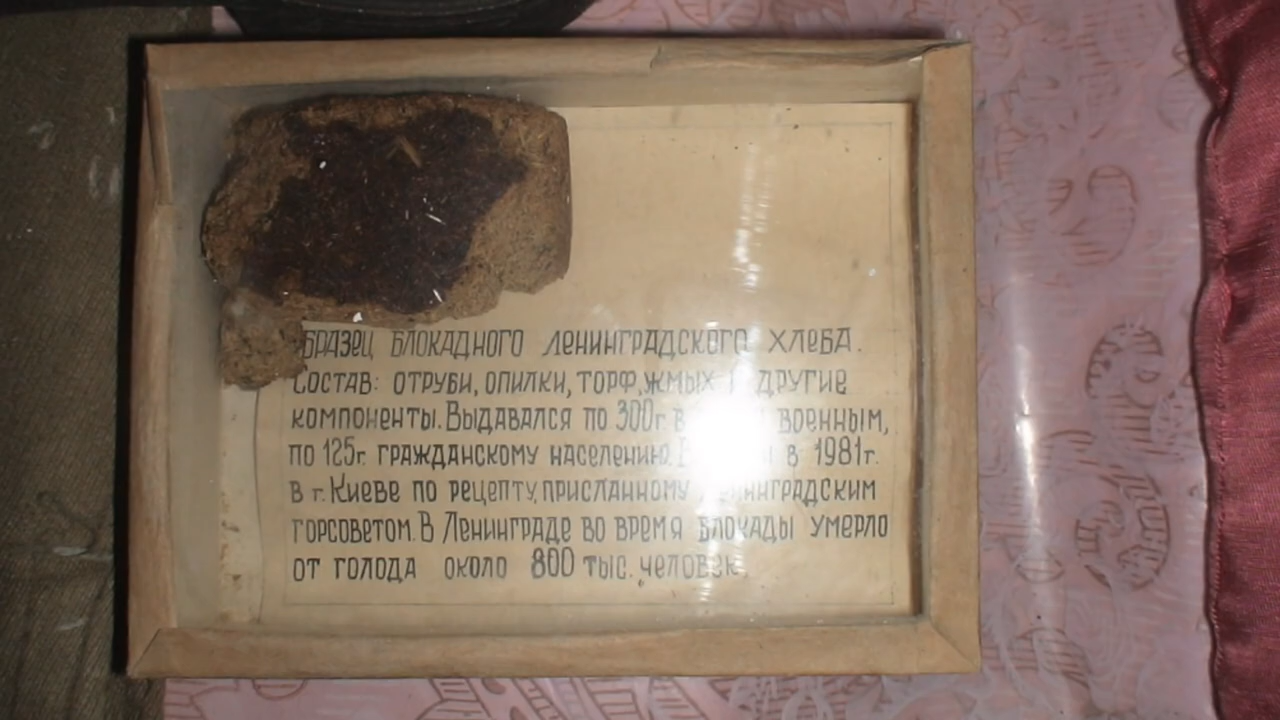 БРАЗЕЦ БЛОКАДНОГО ЛЕНИНГРАДСКОГО ХЛЕБА.
СОСТАВ: ОТРУБИ, ОПИЛКИ, ТОРФ, ЖМЫХ ДРУГИЕ
КОМПОНЕНТЫ. ВЫДАВАЛСЯ ПО 300г В ВОЕННЫМ,
ПО 125г. ГРАЖДАНСКОМУ НАСЕЛЕНИЮ. В 1981г.
В г. КИЕВЕ ПО РЕЦЕПТУ, ПРИСЛАННОМУ ЛЕНИНГРАДСКИМ
ГОРСОВЕТОМ. В ЛЕНИНГРАДЕ ВО ВРЕМЯ БЛОКАДЫ УМЕРЛО
ОТ ГОЛОДА ОКОЛО 800 ТЫС. ЧЕЛОВЕК.